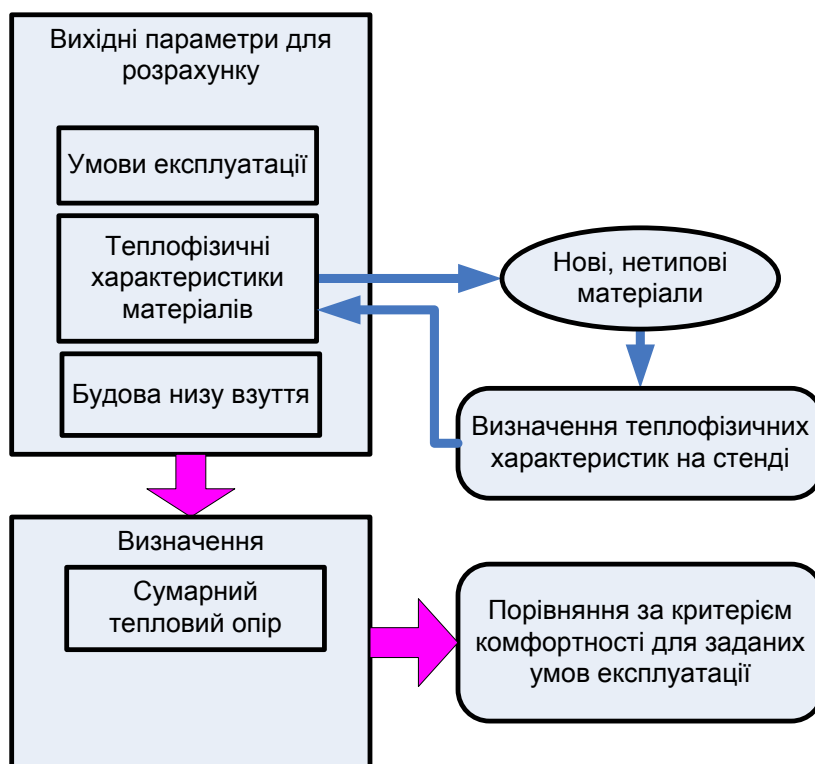 Вихідні параметри для
розрахунку
Умови експлуатації
Теплофізичні
характеристики
матеріалів
Будова низу взуття
Нові, нетипові
матеріали
Визначення теплофізичних
характеристик на стенді
Визначення
Сумарний
тепловий опір
Порівняння за критерієм
комфортності для заданих
умов експлуатації